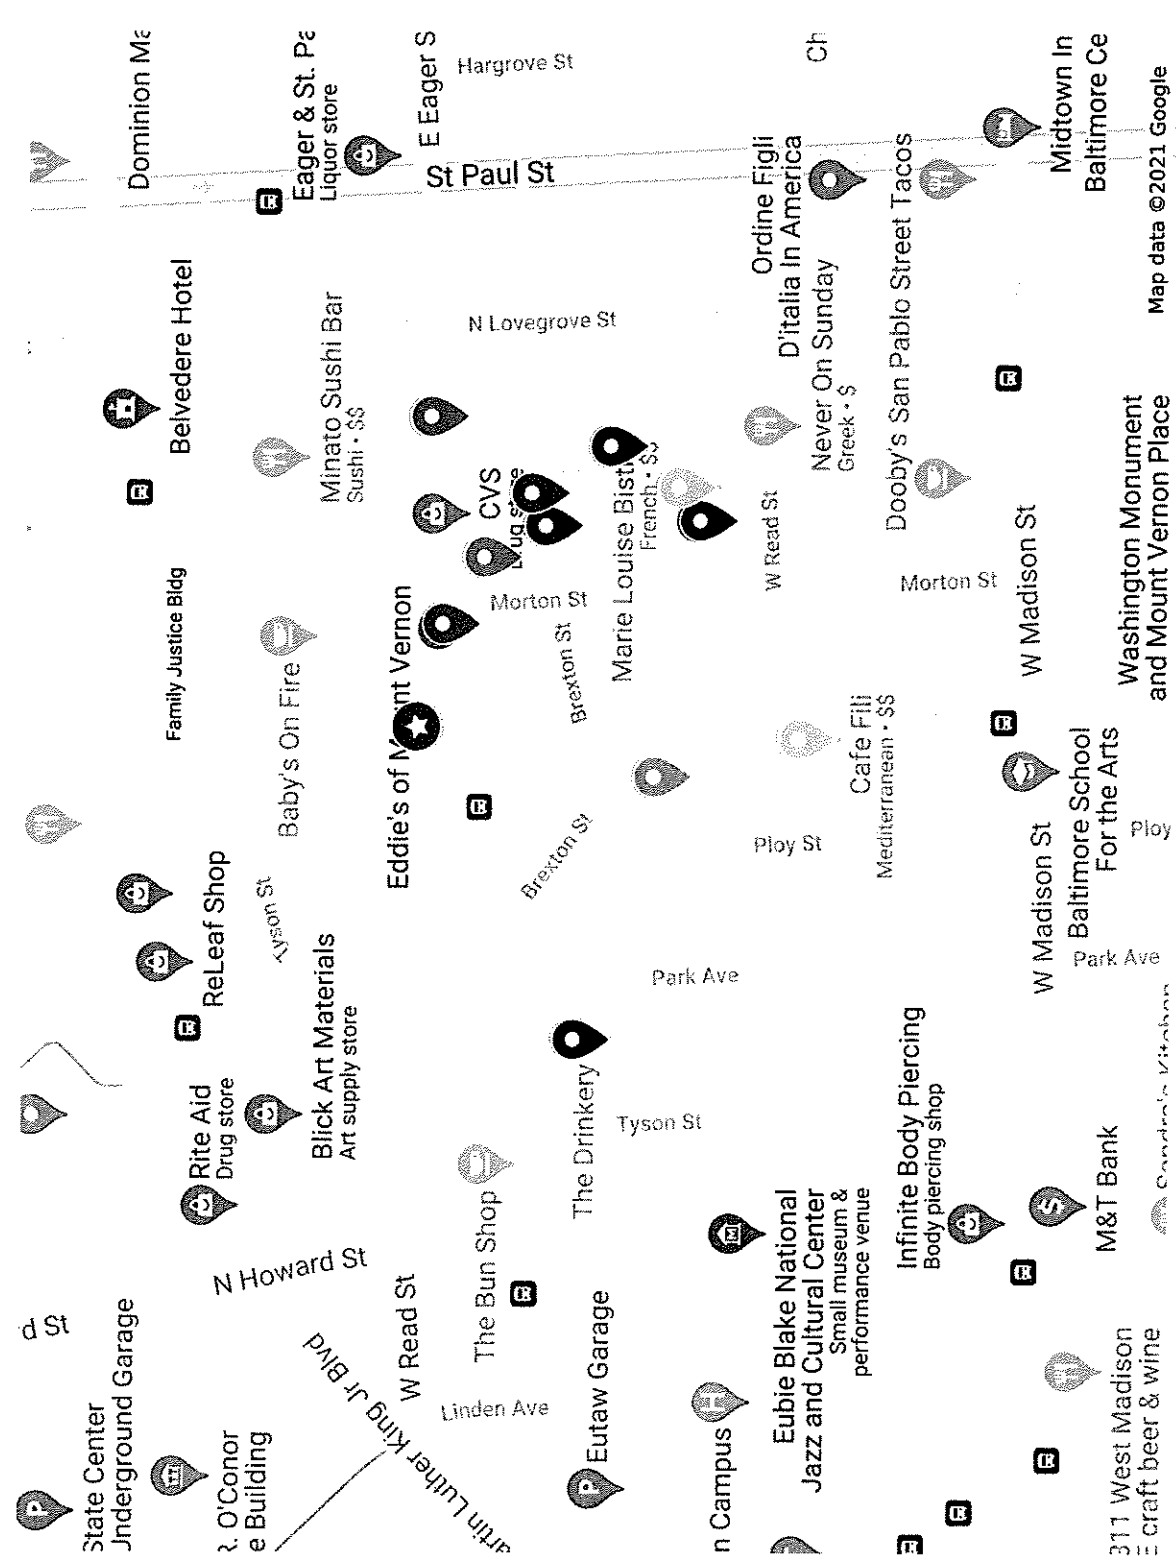 Dominion Ma
Eager & St. Pa
Liquor store
E Eager S
Hargrove St
St Paul St
Ch
Midtown In
Baltimore Ce
Map data ©2021 Google
Ordine Figli
D'italia In America
Never On Sunday
Greek • $
Dooby's San Pablo Street Tacos
Belvedere Hotel
Minato Sushi Bar
Sushi • $$
N Lovegrove St
CVS
Marie Louise Bist
French • $$
W Read St
Morton St
Morton St
W Madison St
Washington Monument
and Mount Vernon Place
Family Justice Bldg
Baby's On Fire
Eddie's of M nt Vernon
Brexton St
Brexton St
Ploy St
Cafe Fili
Mediterranean • $$
Baltimore School
For the Arts
Ploy
W Madison St
Park Ave
Park Ave
ReLeaf Shop
Tyson St
Blick Art Materials
Art supply store
Rite Aid
Drug store
The Drinkery
Tyson St
The Bun Shop
Infinite Body Piercing
Body piercing shop
M&T Bank
Eubie Blake National
Jazz and Cultural Center
Small museum &
performance venue
N Howard St
W Read St
d St
State Center
Underground Garage
R. O'Conor
e Building
artin Luther King Jr Blvd
Linden Ave
Eutaw Garage
n Campus
311 West Madison
craft beer & wine